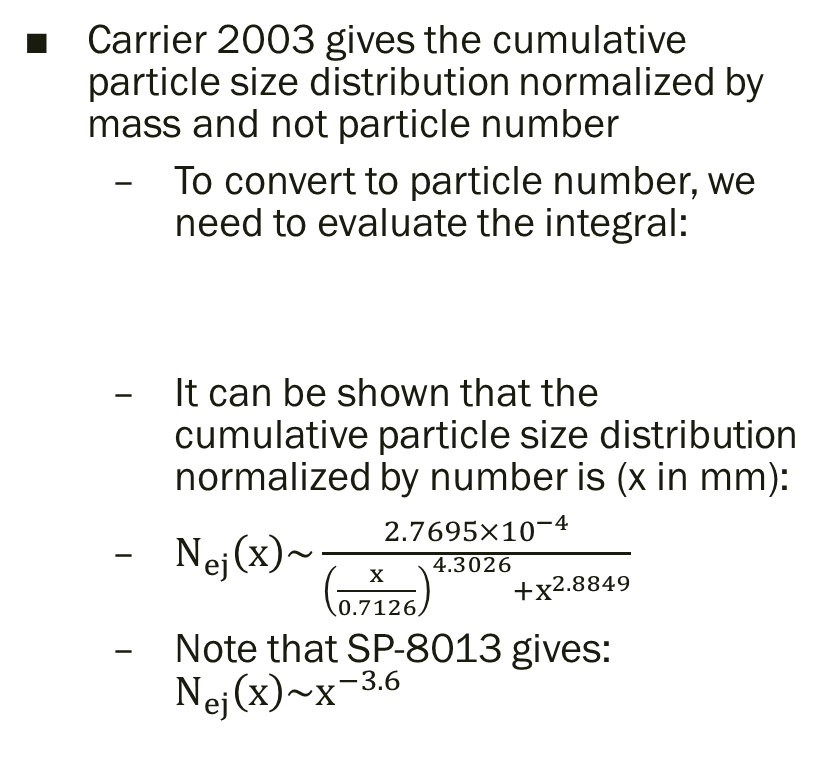 ■ Carrier 2003 gives the cumulative
particle size distribution normalized by
mass and not particle number
– To convert to particle number, we
need to evaluate the integral:
– It can be shown that the
cumulative particle size distribution
normalized by number is (x in mm):
– N_ej(x)~ 2.7695×10^−4 / ((x/0.7126)^4.3026 + x^2.8849)
– Note that SP-8013 gives:
N_ej(x)~x^−3.6